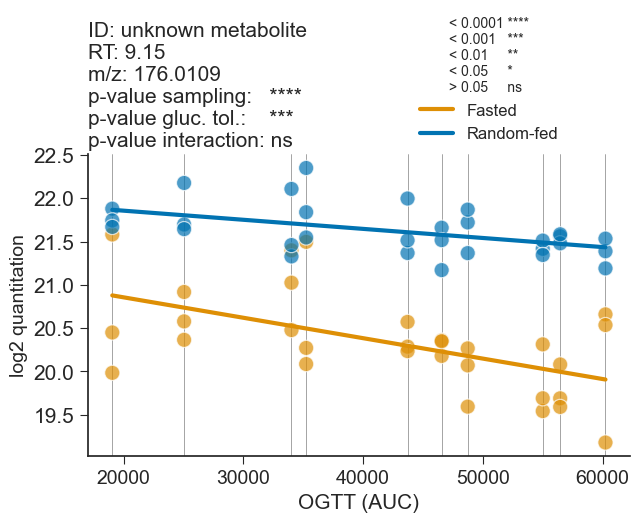 ID: unknown metabolite
RT: 9.15
m/z: 176.0109
p-value sampling: ****
p-value gluc. tol.: ***
p-value interaction: ns
< 0.0001 ****
< 0.001 ***
< 0.01 **
< 0.05 *
> 0.05 ns
Fasted
Random-fed
log2 quantitation
22.5
22.0
21.5
21.0
20.5
20.0
19.5
20000 30000 40000 50000 60000
OGTT (AUC)